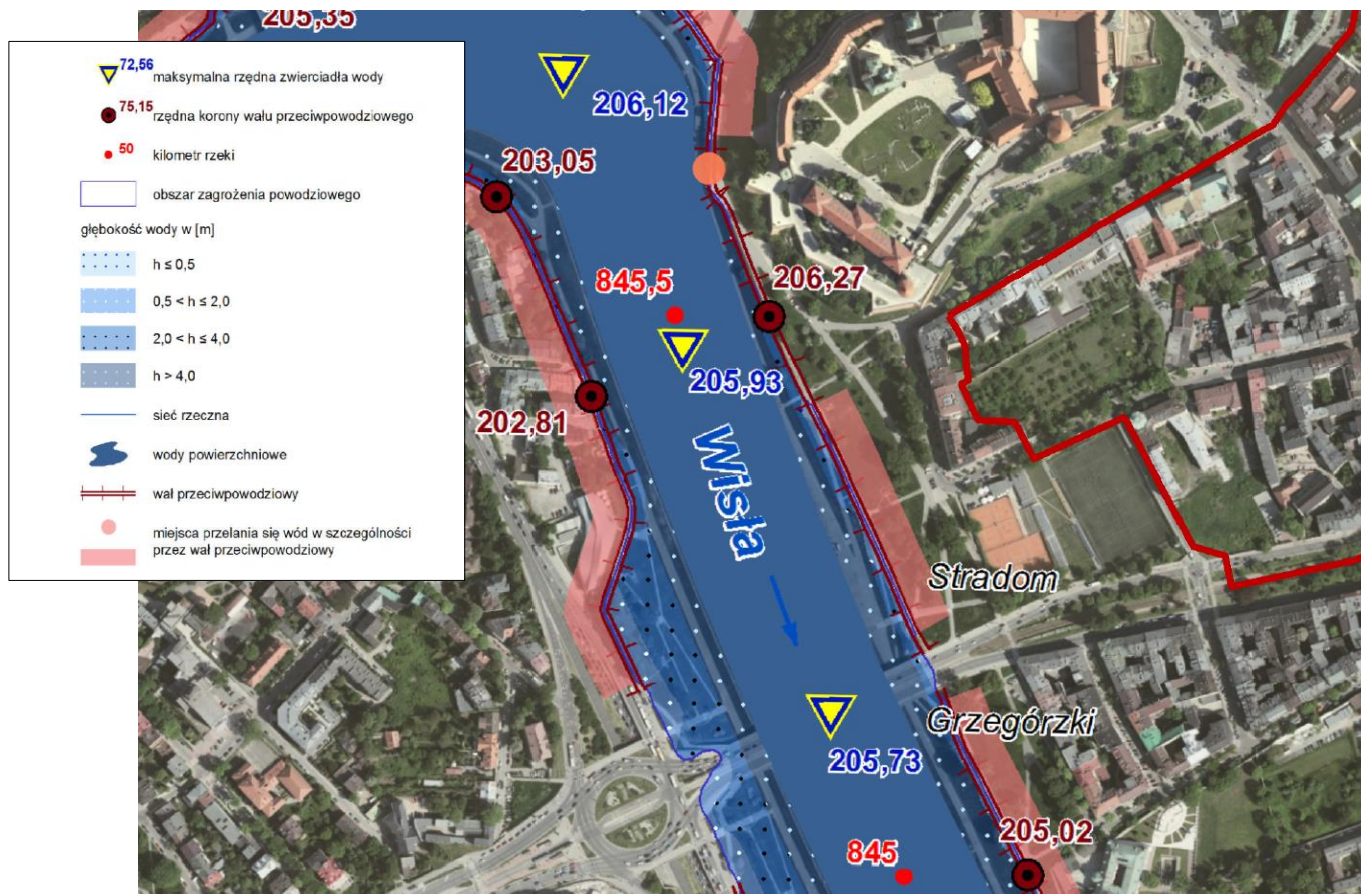 72,56
maksymalna rzędna zwierciadła wody
75,15
rzędna korony wału przeciwpowodziowego
50
kilometr rzeki
obszar zagrożenia powodziowego
głębokość wody w [m]
h ≤ 0,5
0,5 < h ≤ 2,0
2,0 < h ≤ 4,0
h > 4,0
sieć rzeczna
wody powierzchniowe
wał przeciwpowodziowy
miejsca przelania się wód w szczególności
przez wał przeciwpowodziowy
205,35
206,12
203,05
845,5
206,27
205,93
202,81
Wisła
Stradom
Grzegórzki
205,73
845
205,02